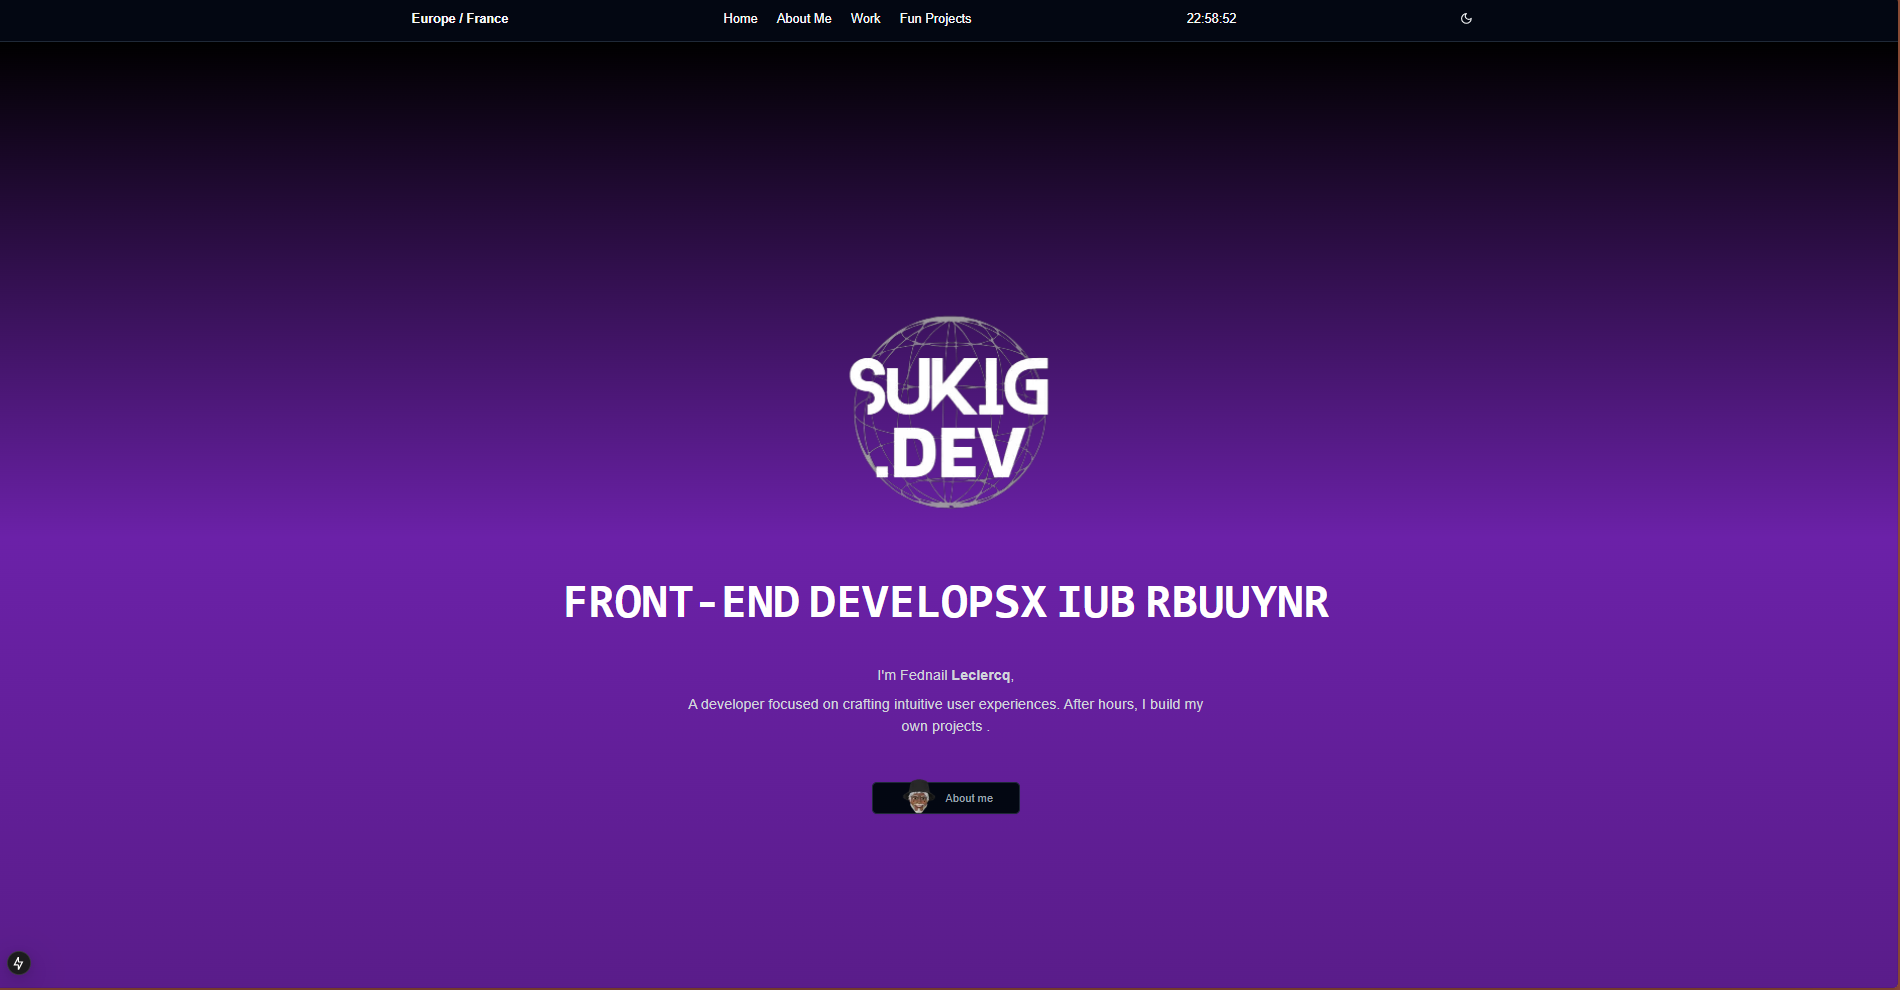 Europe / France
Home About Me Work Fun Projects
22:58:52
SUKIG
.DEV
FRONT-END DEVELOPSX IUB RBUUYNR
I'm Fednail Leclercq,
A developer focused on crafting intuitive user experiences. After hours, I build my
own projects .
About me